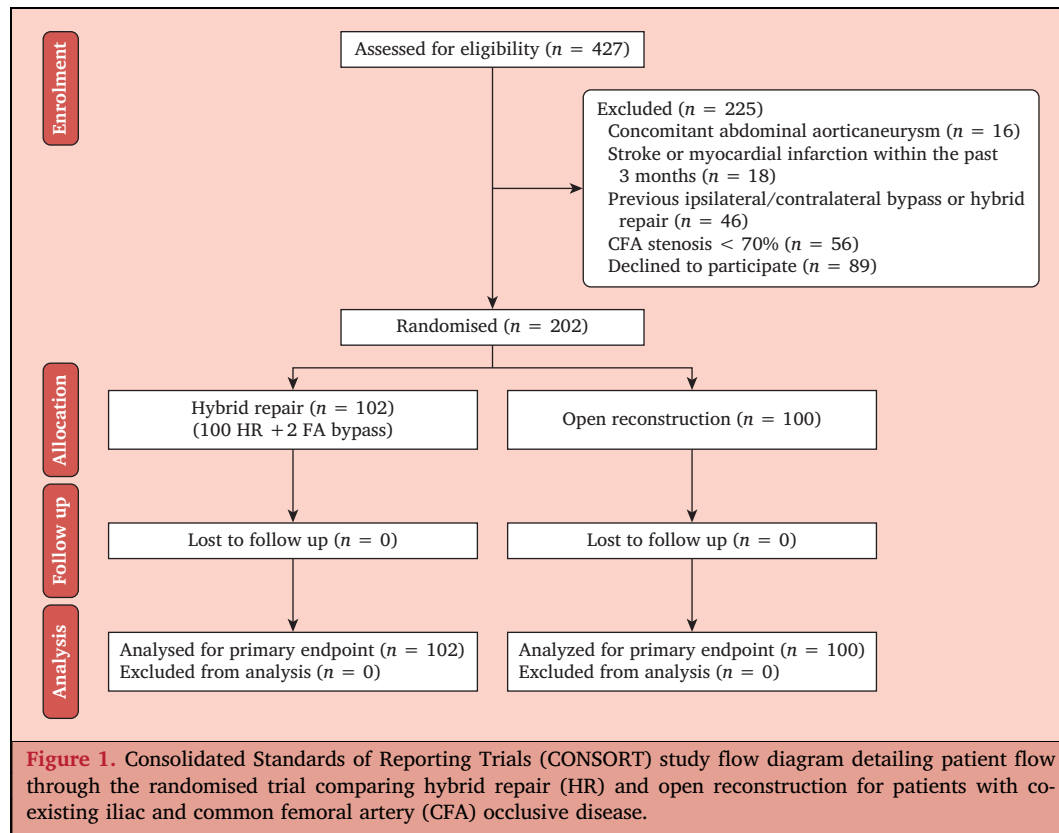 Enrolment
Assessed for eligibility (n = 427)
Excluded (n = 225)
Concomitant abdominal aorticaneurysm (n = 16)
Stroke or myocardial infarction within the past
3 months (n = 18)
Previous ipsilateral/contralateral bypass or hybrid
repair (n = 46)
CFA stenosis < 70% (n = 56)
Declined to participate (n = 89)
Randomised (n = 202)
Allocation
Hybrid repair (n = 102)
(100 HR +2 FA bypass)
Open reconstruction (n = 100)
Follow up
Lost to follow up (n = 0)
Lost to follow up (n = 0)
Analysis
Analysed for primary endpoint (n = 102)
Excluded from analysis (n = 0)
Analyzed for primary endpoint (n = 100)
Excluded from analysis (n = 0)
Figure 1. Consolidated Standards of Reporting Trials (CONSORT) study flow diagram detailing patient flow
through the randomised trial comparing hybrid repair (HR) and open reconstruction for patients with co-
existing iliac and common femoral artery (CFA) occlusive disease.